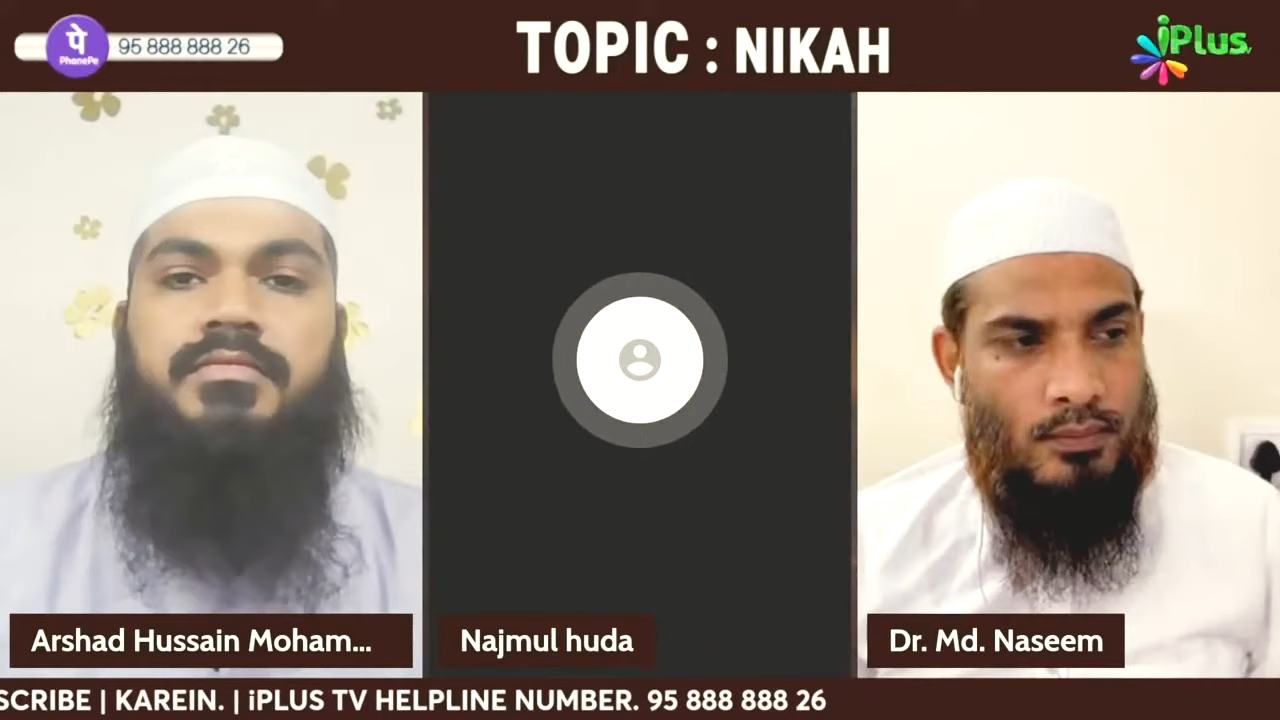 पे
PhonePe
95 888 888 26
TOPIC : NIKAH
iPlus
Arshad Hussain Moham...
Najmul huda
Dr. Md. Naseem
SCRIBE | KAREIN. | iPLUS TV HELPLINE NUMBER. 95 888 888 26